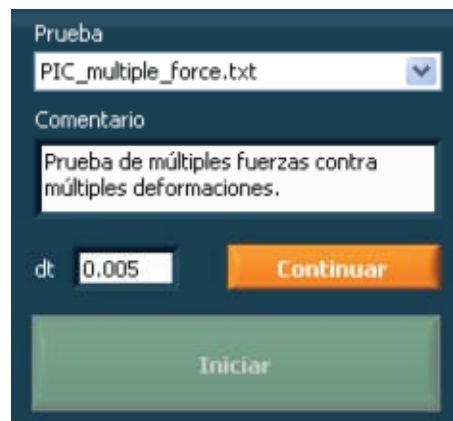 Prueba
PIC_multiple_force.txt
Comentario
Prueba de múltiples fuerzas contra
múltiples deformaciones.
dt 0.005 Continuar
Iniciar